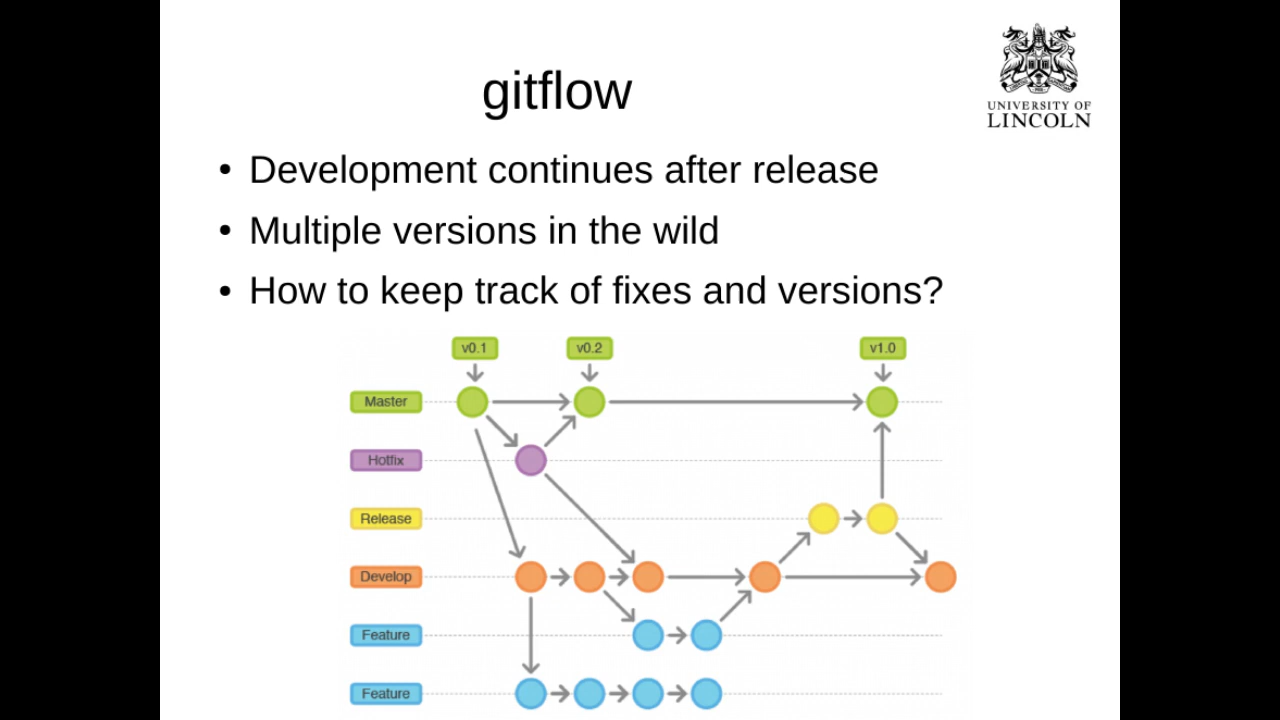 gitflow
UNIVERSITY OF
LINCOLN
• Development continues after release
• Multiple versions in the wild
• How to keep track of fixes and versions?
v0.1 v0.2 v1.0
Master
Hotfix
Release
Develop
Feature
Feature